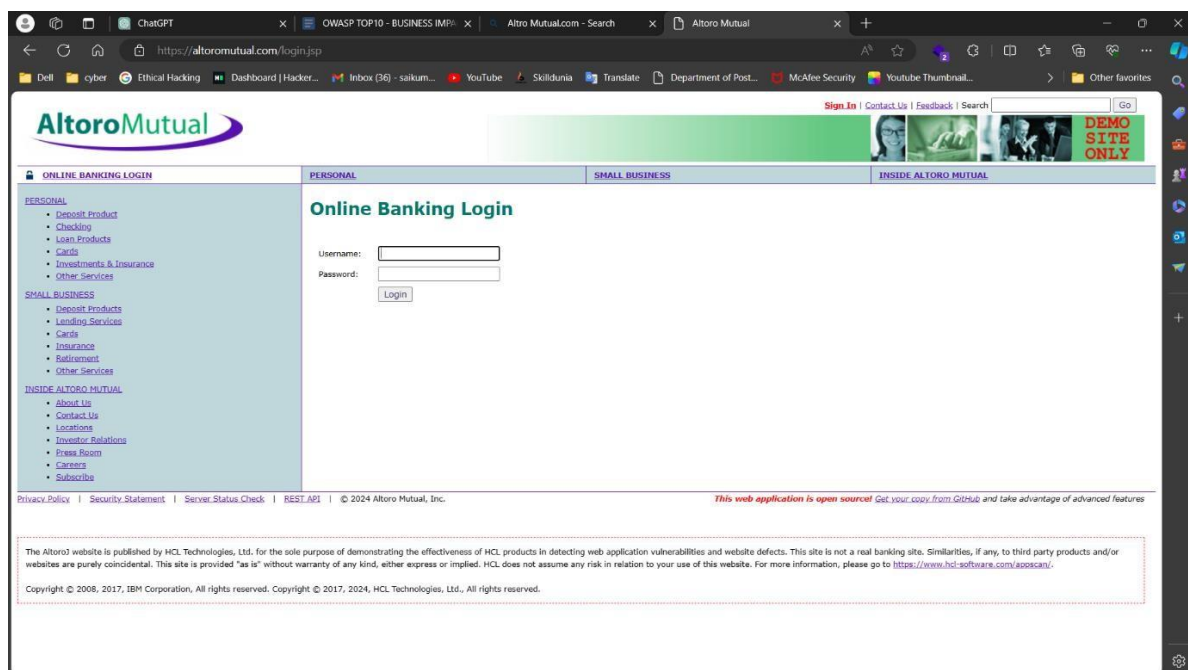 ChatGPT
OWASP TOP10 - BUSINESS IMPA
Altro Mutual.com - Search
Altoro Mutual
https://altoromutual.com/login.jsp
Dell
cyber
Ethical Hacking
Dashboard | Hacker...
Inbox (36) - saikum...
YouTube
Skilldunia
Translate
Department of Post...
McAfee Security
Youtube Thumbnail...
Other favorites
Sign In | Contact Us | Feedback | Search
Go
AltoroMutual
DEMO
SITE
ONLY
ONLINE BANKING LOGIN
PERSONAL
SMALL BUSINESS
INSIDE ALTORO MUTUAL
PERSONAL
Deposit Product
Checking
Loan Products
Cards
Investments & Insurance
Other Services
SMALL BUSINESS
Deposit Products
Lending Services
Cards
Insurance
Retirement
Other Services
INSIDE ALTORO MUTUAL
About Us
Contact Us
Locations
Investor Relations
Press Room
Careers
Subscribe
Online Banking Login
Username:
Password:
Login
Privacy Policy | Security Statement | Server Status Check | REST API | © 2024 Altoro Mutual, Inc.
This web application is open source! Get your copy from GitHub and take advantage of advanced features
The AltoroJ website is published by HCL Technologies, Ltd. for the sole purpose of demonstrating the effectiveness of HCL products in detecting web application vulnerabilities and website defects. This site is not a real banking site. Similarities, if any, to third party products and/or
websites are purely coincidental. This site is provided "as is" without warranty of any kind, either express or implied. HCL does not assume any risk in relation to your use of this website. For more information, please go to https://www.hcl-software.com/appscan/.
Copyright © 2008, 2017, IBM Corporation, All rights reserved. Copyright © 2017, 2024, HCL Technologies, Ltd., All rights reserved.